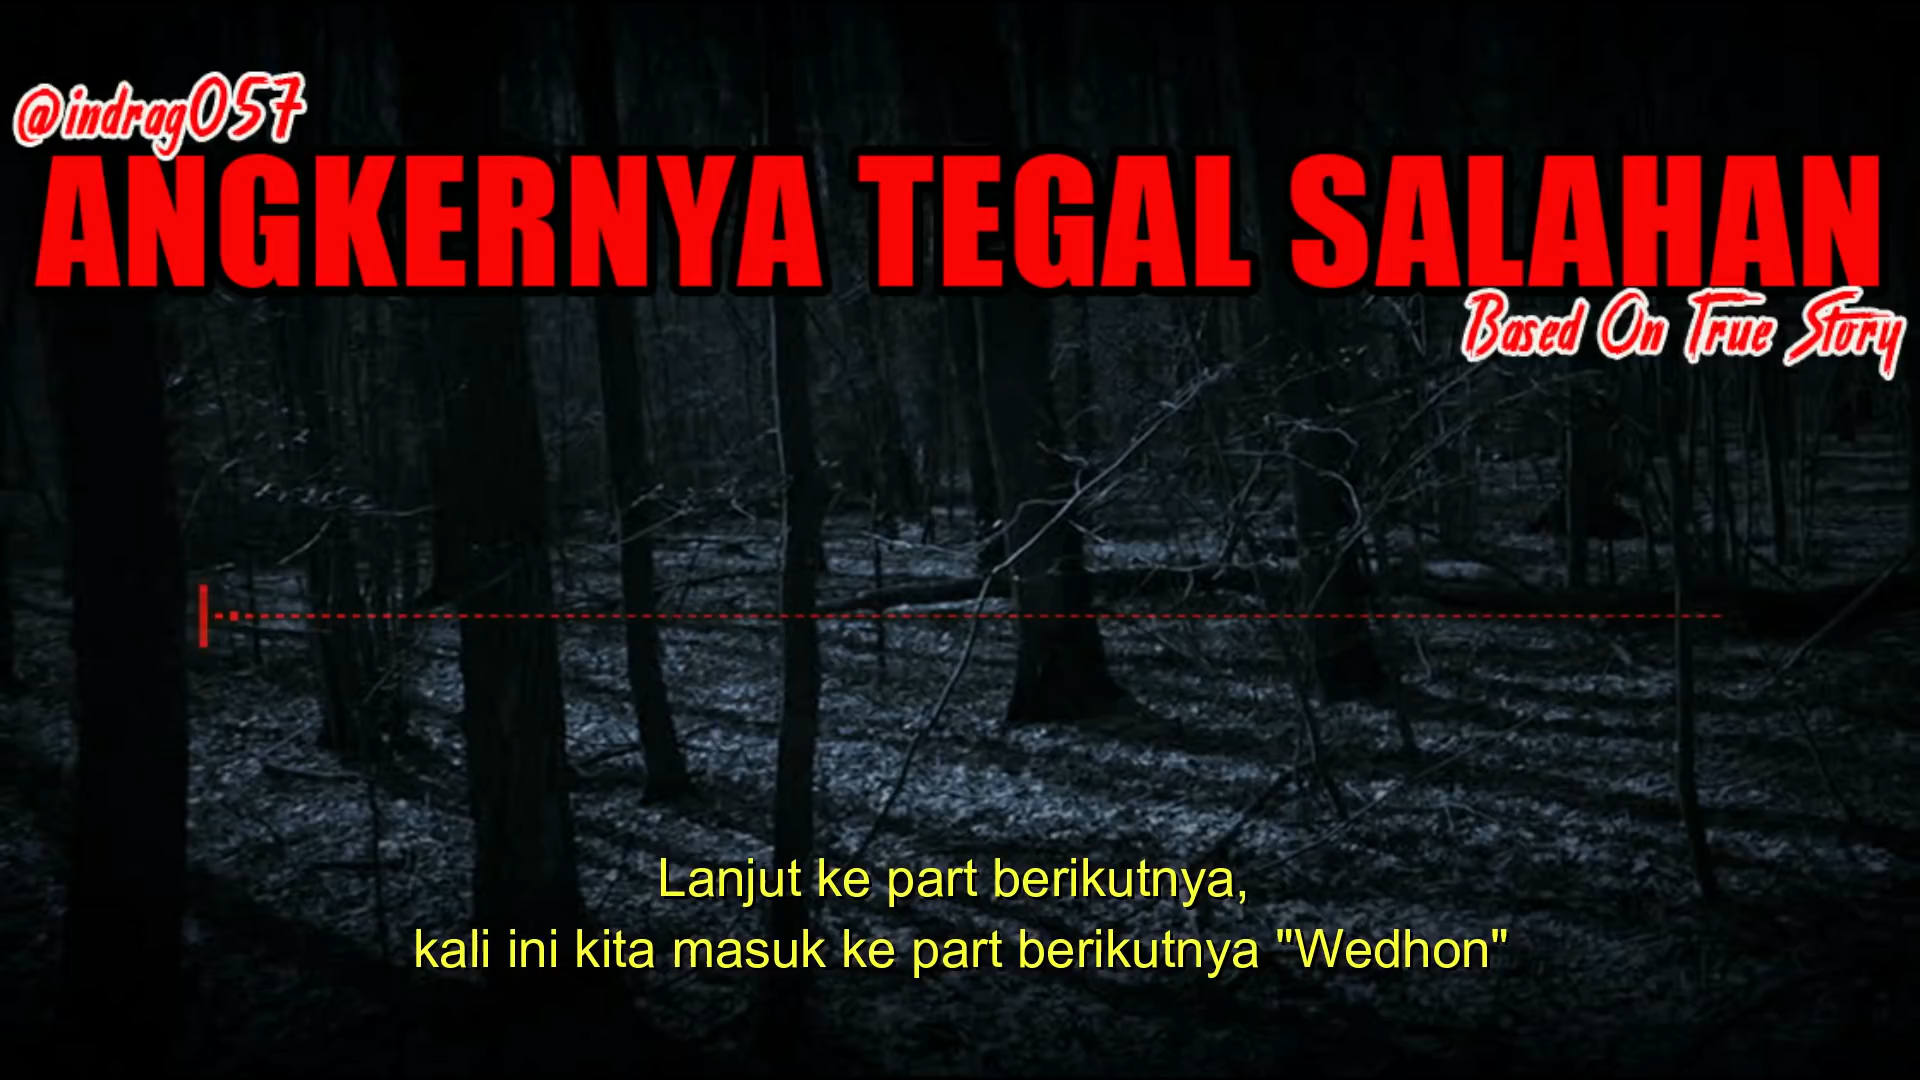 @indrag057
ANGKERNYA TEGAL SALAHAN
Based On True Story
Lanjut ke part berikutnya,
kali ini kita masuk ke part berikutnya "Wedhon"